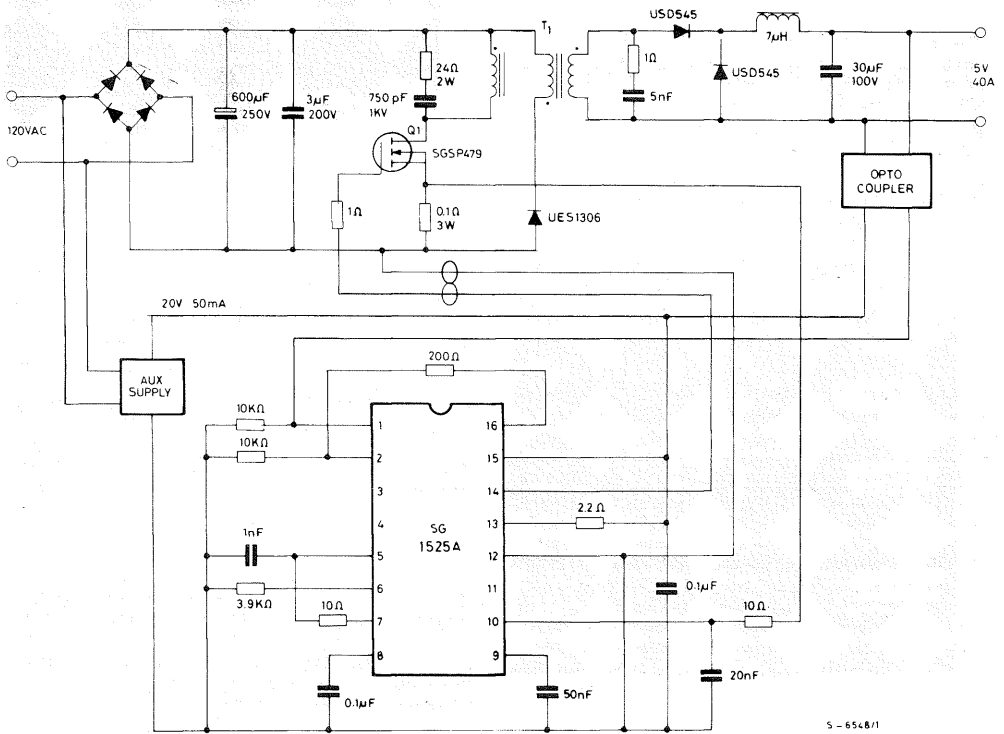 USD545
T1
7µH
24Ω
2W
1Ω
USD545
30µF
100V
5V
40A
600µF
250V
3µF
200V
750 pF
1KV
5nF
120VAC
Q1
SGSP479
OPTO
COUPLER
1Ω
0.1Ω
3W
UES1306
20V 50mA
AUX
SUPPLY
200Ω
10KΩ
1
16
10KΩ
2
15
3
14
2.2Ω
4
13
SG
1525A
1nF
5
12
3.9KΩ
6
11
0.1µF
10Ω
7
10
10Ω
8
9
0.1µF
50nF
20nF
S - 6548/1